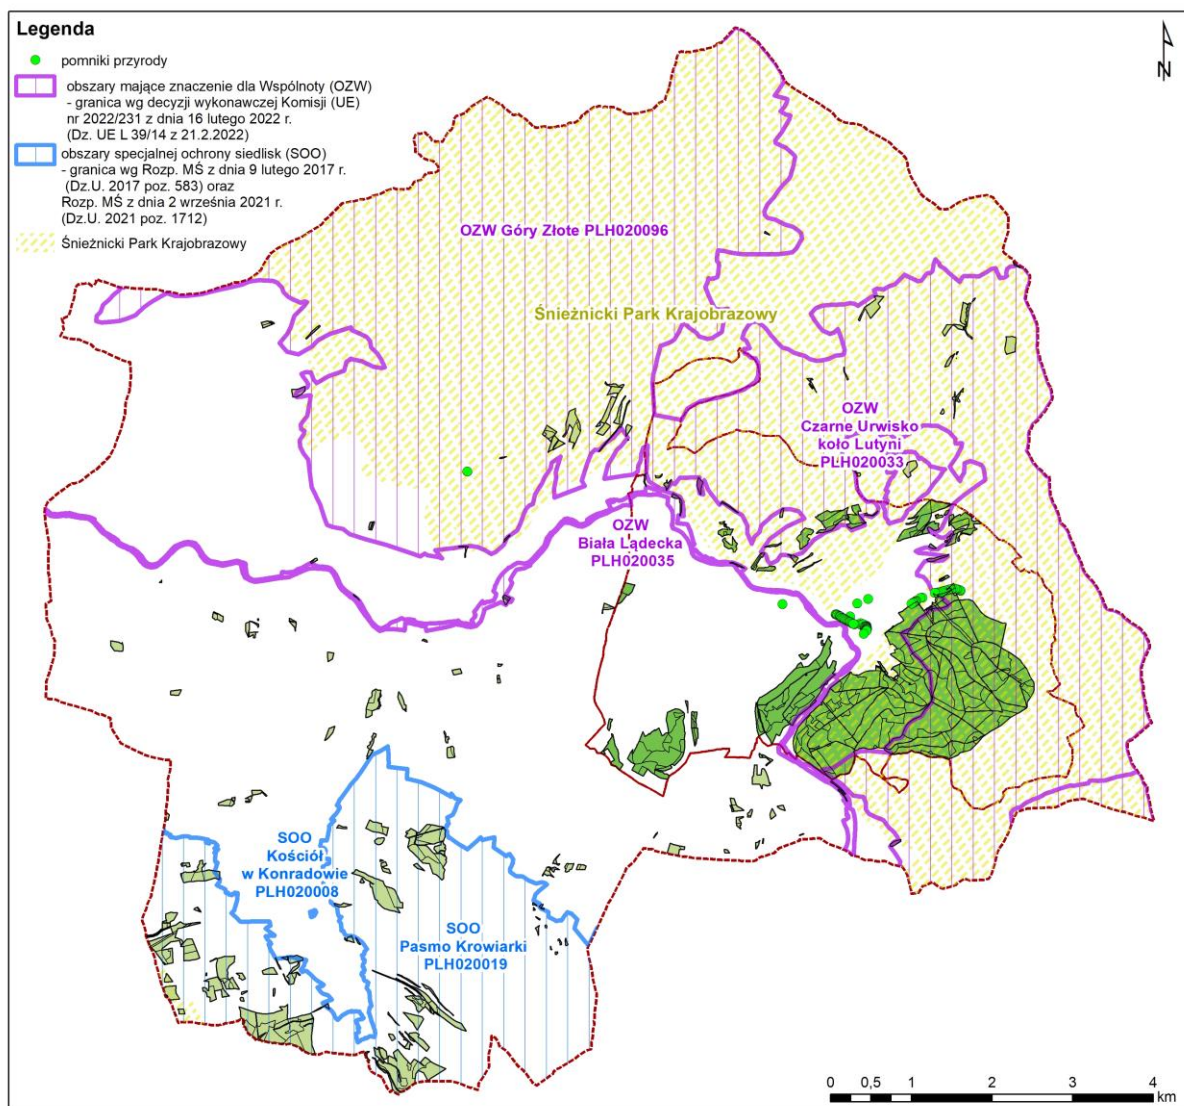 Legenda
pomniki przyrody
obszary mające znaczenie dla Wspólnoty (OZW)
- granica wg decyzji wykonawczej Komisji (UE)
nr 2022/231 z dnia 16 lutego 2022 r.
(Dz. UE L 39/14 z 21.2.2022)
obszary specjalnej ochrony siedlisk (SOO)
- granica wg Rozp. MŚ z dnia 9 lutego 2017 r.
(Dz.U. 2017 poz. 583) oraz
Rozp. MŚ z dnia 2 września 2021 r.
(Dz.U. 2021 poz. 1712)
Śnieżnicki Park Krajobrazowy
N
OZW Góry Złote PLH020096
Śnieżnicki Park Krajobrazowy
OZW
Czarne Urwisko
koło Lutyni
PLH020033
OZW
Biała Lądecka
PLH020035
SOO
Kościół
w Konradowie
PLH020008
SOO
Pasmo Krowiarki
PLH020019
0 0,5 1 2 3 4
km